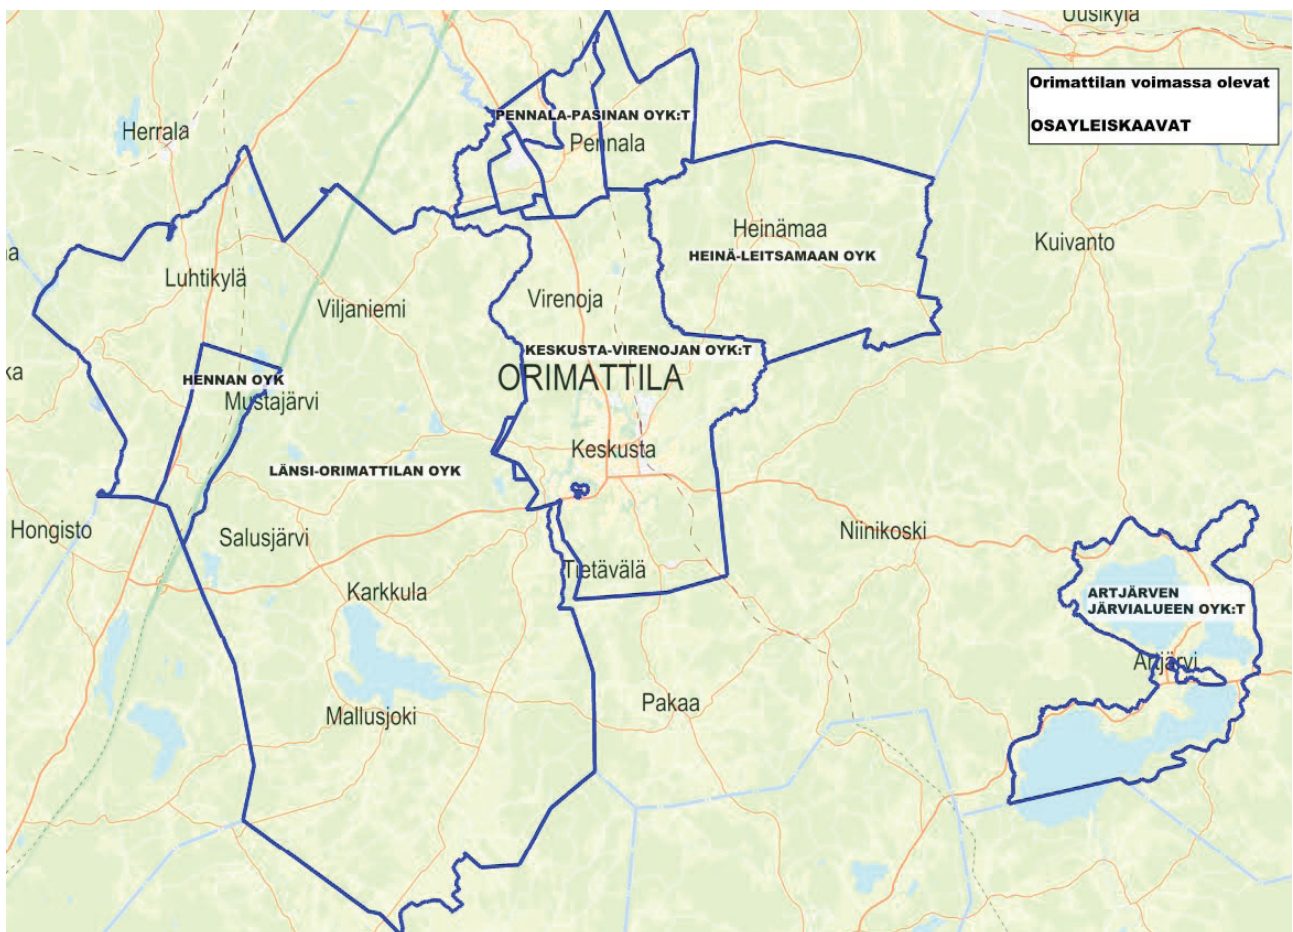 Uusikylä
Orimattilan voimassa olevat
OSAYLEISKAAVAT
Herrala
PENNALA-PASINAN OYK:T
Pennala
Heinämaa
HEINÄ-LEITSAMAAN OYK
Kuivanto
a
Luhtikylä
Viljaniemi
Virenoja
KESKUSTA-VIRENOJAN OYK:T
ORIMATTILA
ka
HENNAN OYK
Mustajärvi
Keskusta
LÄNSI-ORIMATTILAN OYK
Hongisto
Salusjärvi
Niinikoski
Tietävälä
Karkkula
ARTJÄRVEN
JÄRVIALUEEN OYK:T
Artjärvi
Pakaa
Mallusjoki